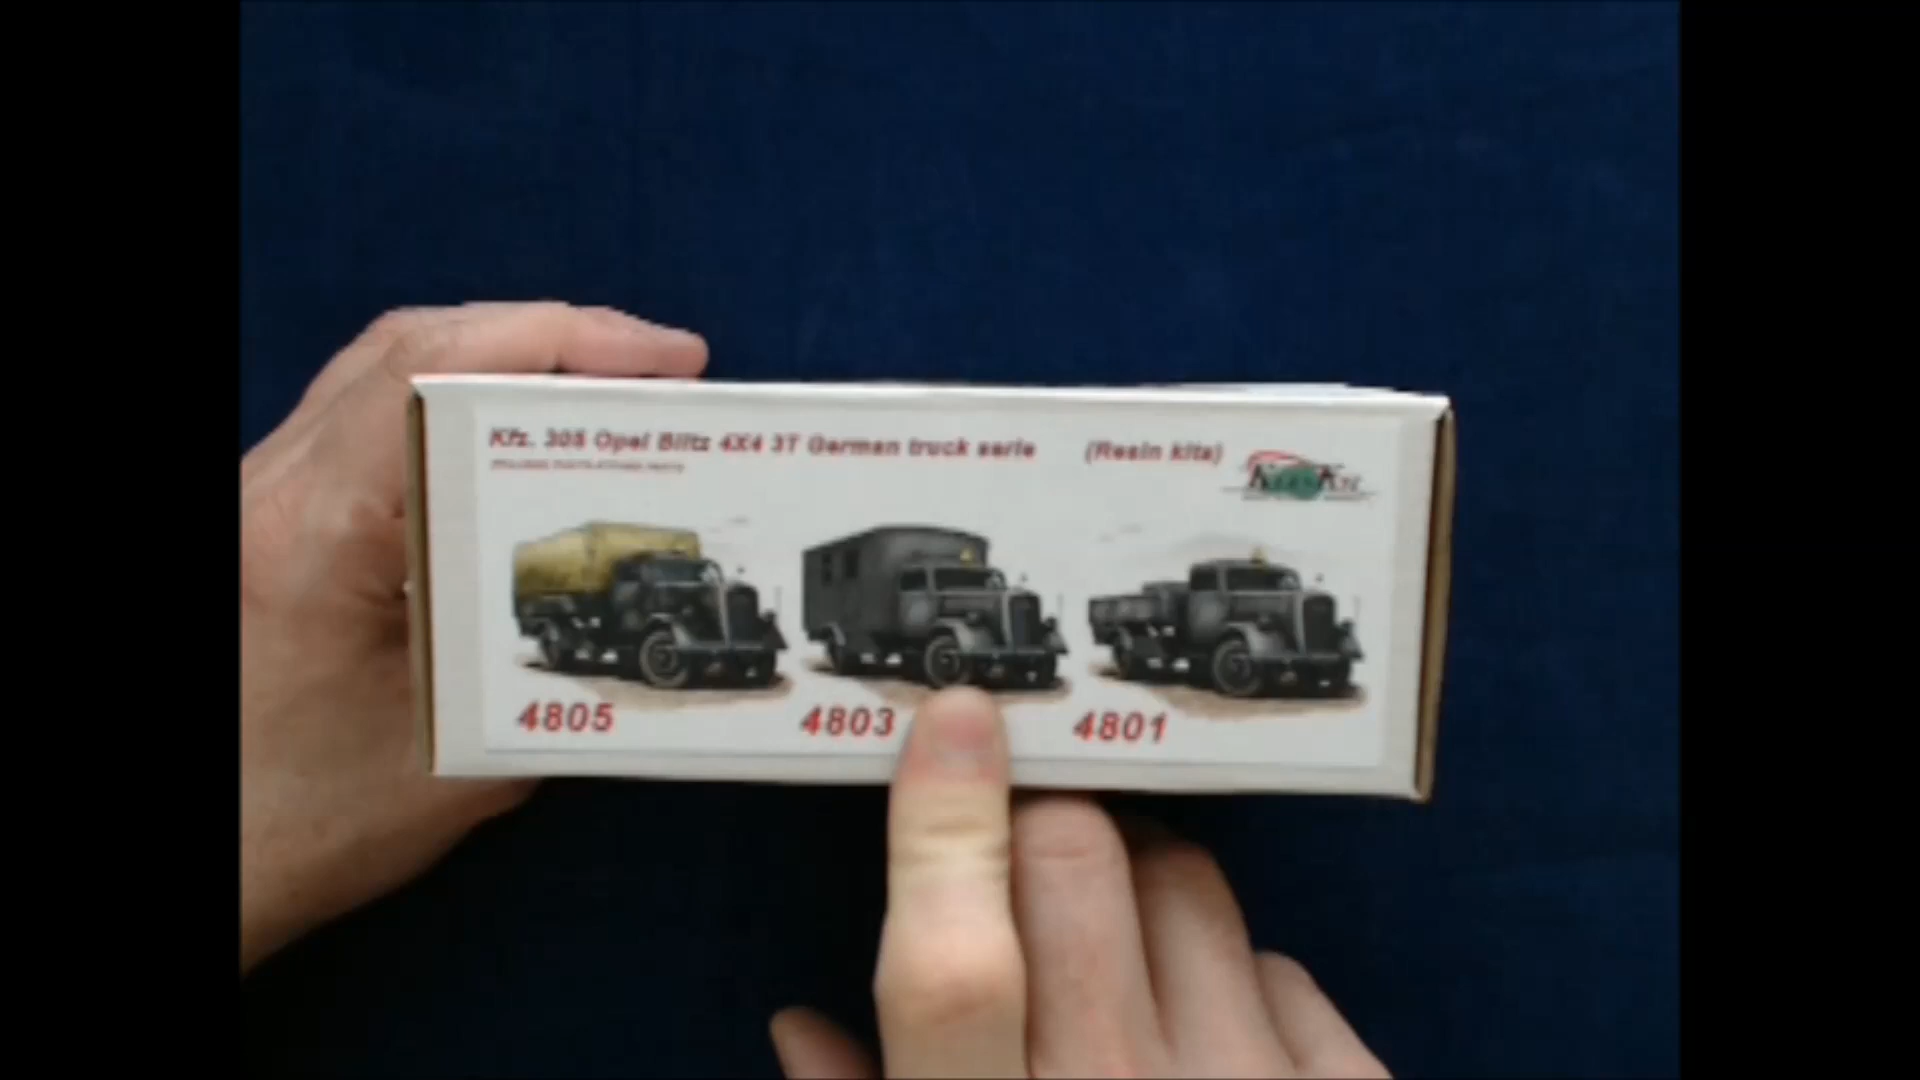 Kfz. 305 Opel Blitz 4X4 3T German truck serie (Resin kits)
4805 4803 4801